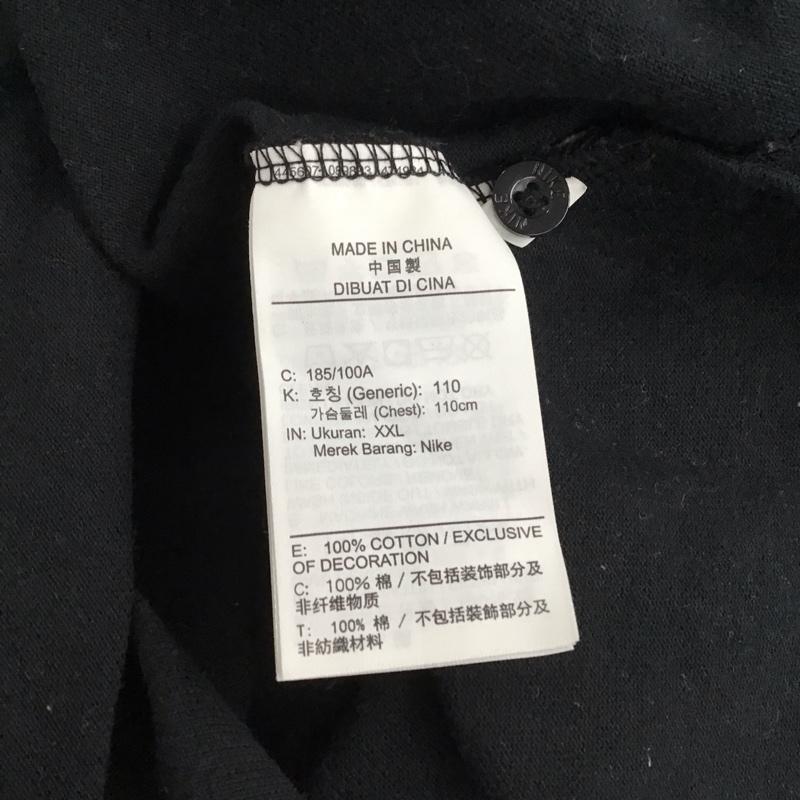 NIKE
NIKE
MADE IN CHINA
中国製
DIBUAT DI CINA
C: 185/100A
K: 호칭 (Generic): 110
가슴둘레 (Chest): 110cm
IN: Ukuran: XXL
Merek Barang: Nike
E: 100% COTTON / EXCLUSIVE
OF DECORATION
C: 100% 棉 / 不包括装饰部分及
非纤维物质
T: 100% 棉 / 不包括裝飾部分及
非紡織材料